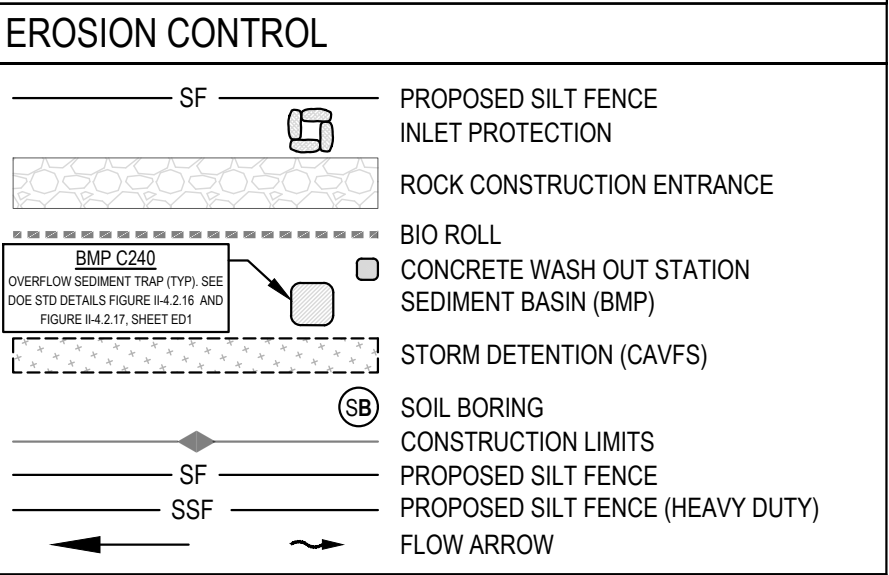 EROSION CONTROL
SF PROPOSED SILT FENCE
INLET PROTECTION
ROCK CONSTRUCTION ENTRANCE
BIO ROLL
BMP C240
OVERFLOW SEDIMENT TRAP (TYP). SEE
DOE STD DETAILS FIGURE II-4.2.16 AND
FIGURE II-4.2.17, SHEET ED1
CONCRETE WASH OUT STATION
SEDIMENT BASIN (BMP)
STORM DETENTION (CAVFS)
SB SOIL BORING
CONSTRUCTION LIMITS
SF PROPOSED SILT FENCE
SSF PROPOSED SILT FENCE (HEAVY DUTY)
FLOW ARROW